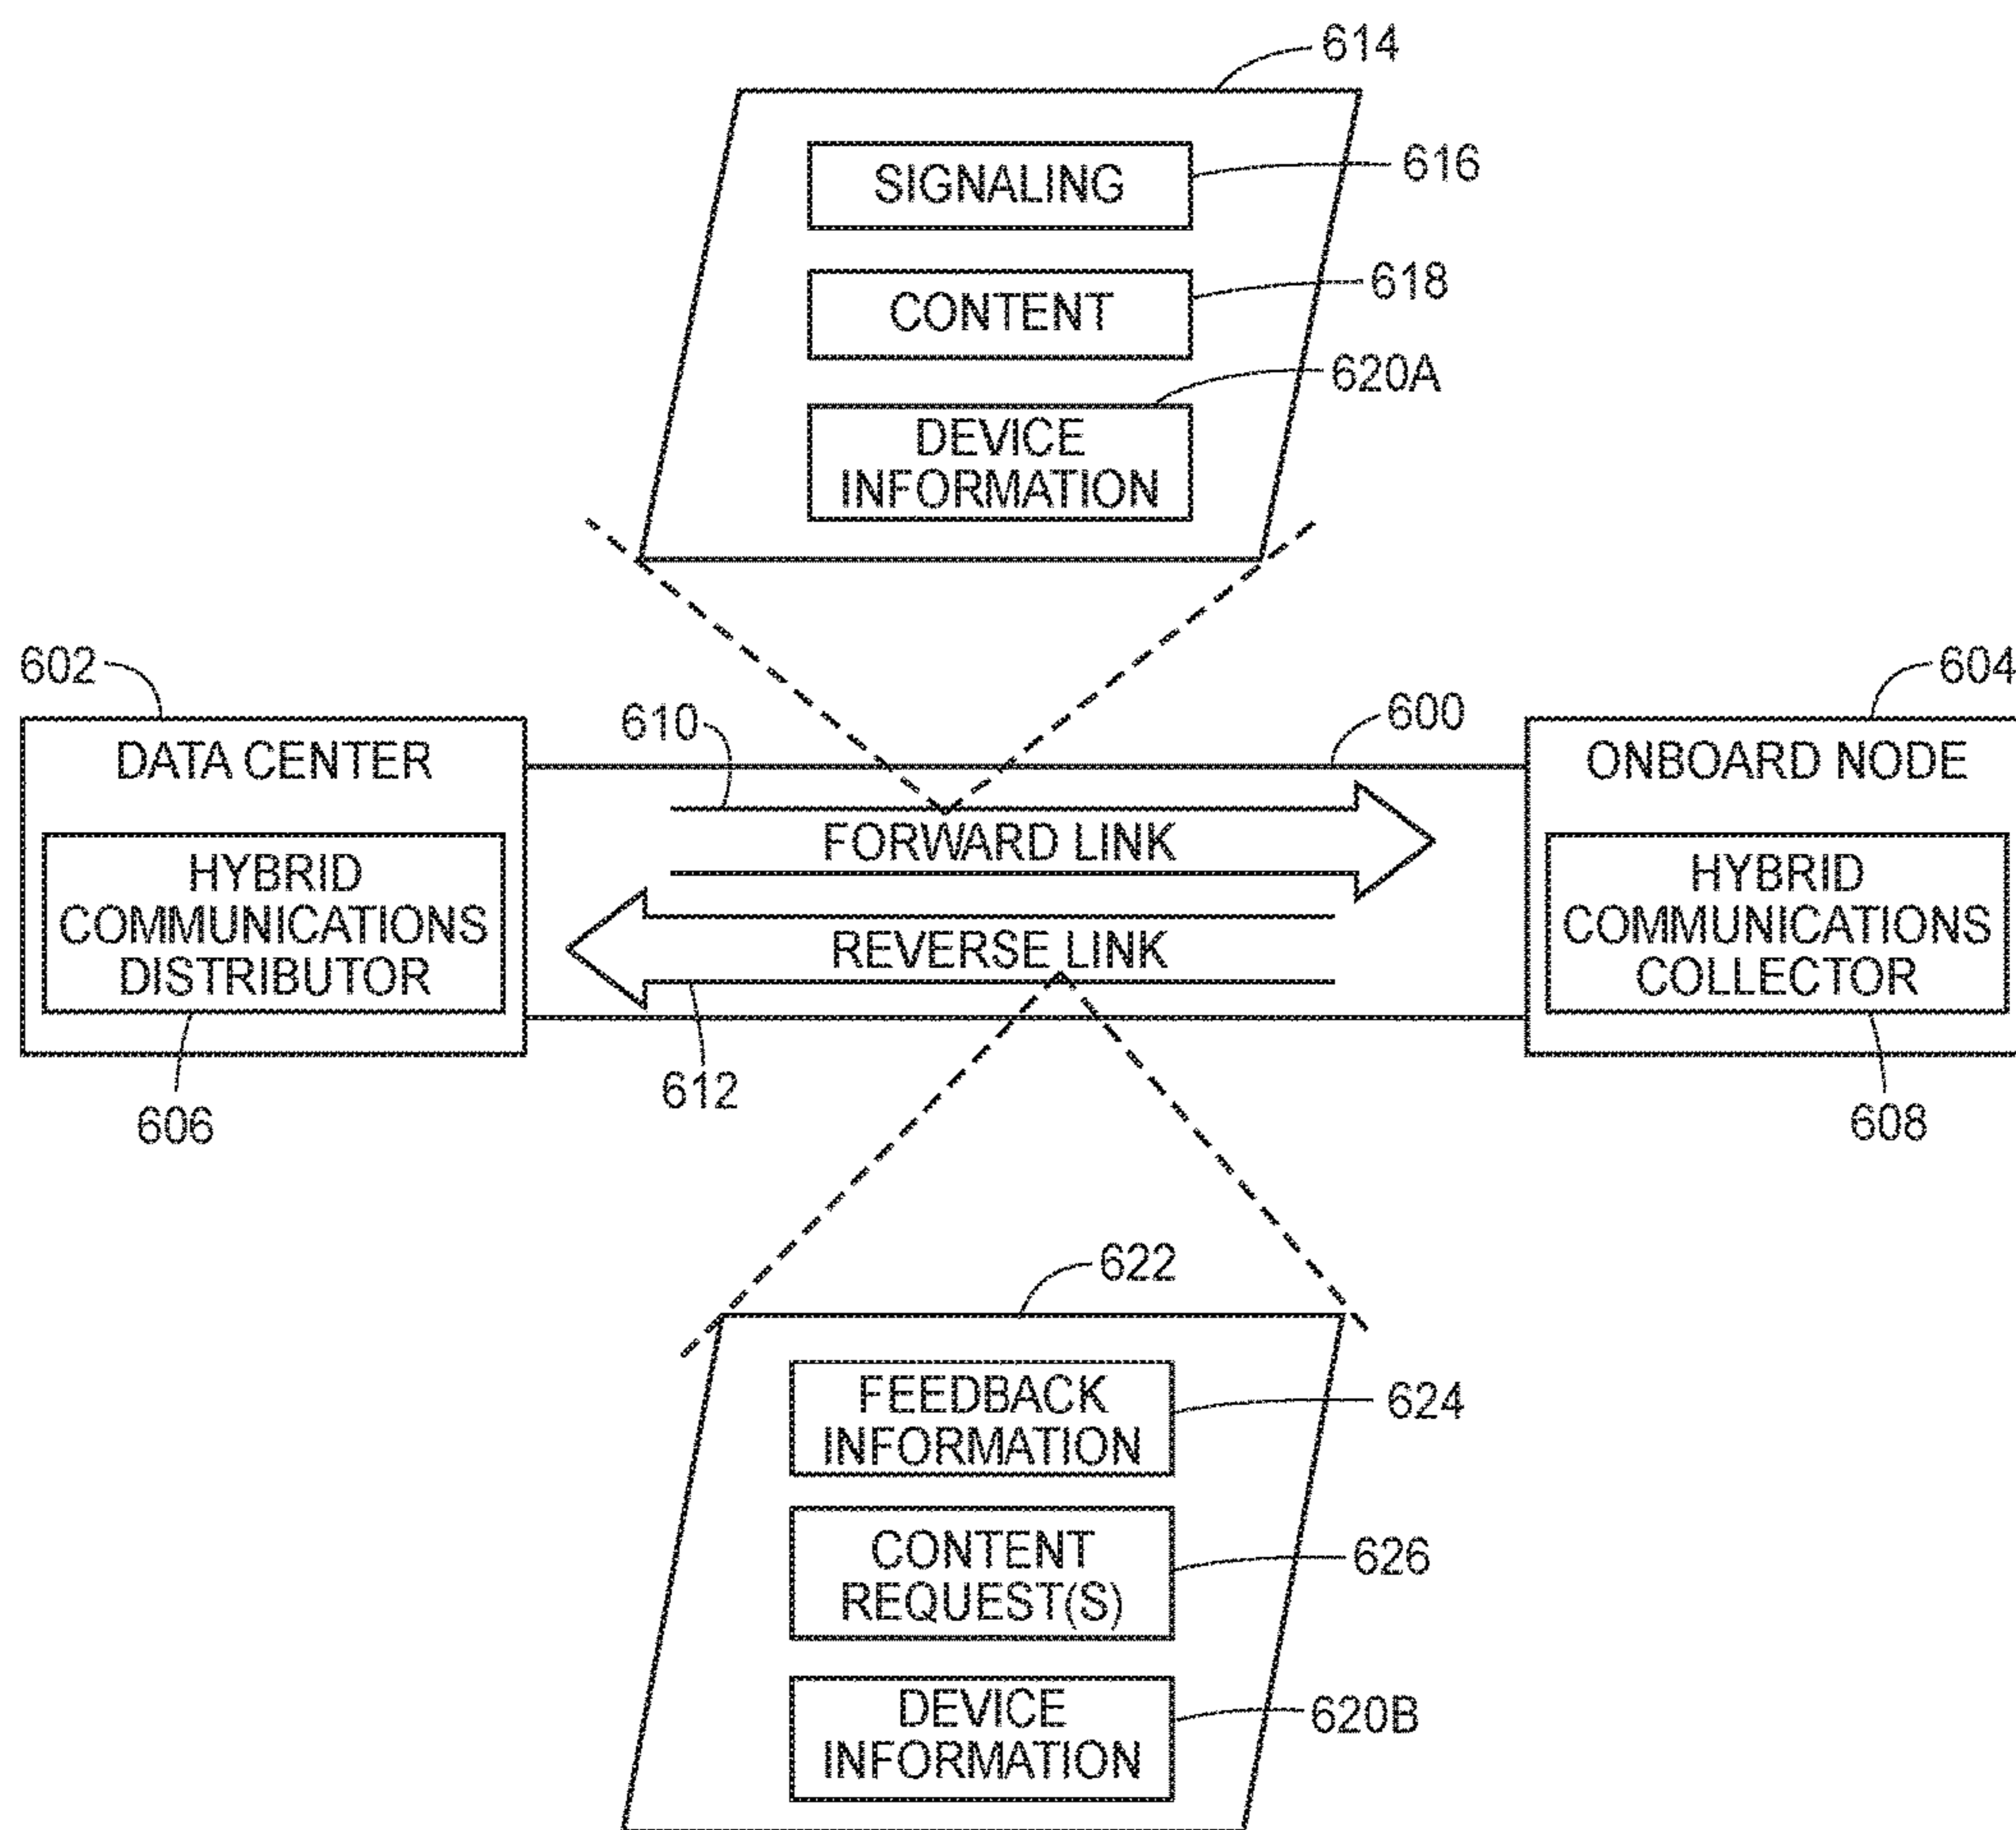 614
SIGNALING
616
CONTENT
618
620A
DEVICE
INFORMATION
602
604
610
600
DATA CENTER
ONBOARD NODE
FORWARD LINK
HYBRID
COMMUNICATIONS
DISTRIBUTOR
HYBRID
COMMUNICATIONS
COLLECTOR
REVERSE LINK
612
606
608
622
FEEDBACK
INFORMATION
624
CONTENT
REQUEST(S)
626
DEVICE
INFORMATION
620B